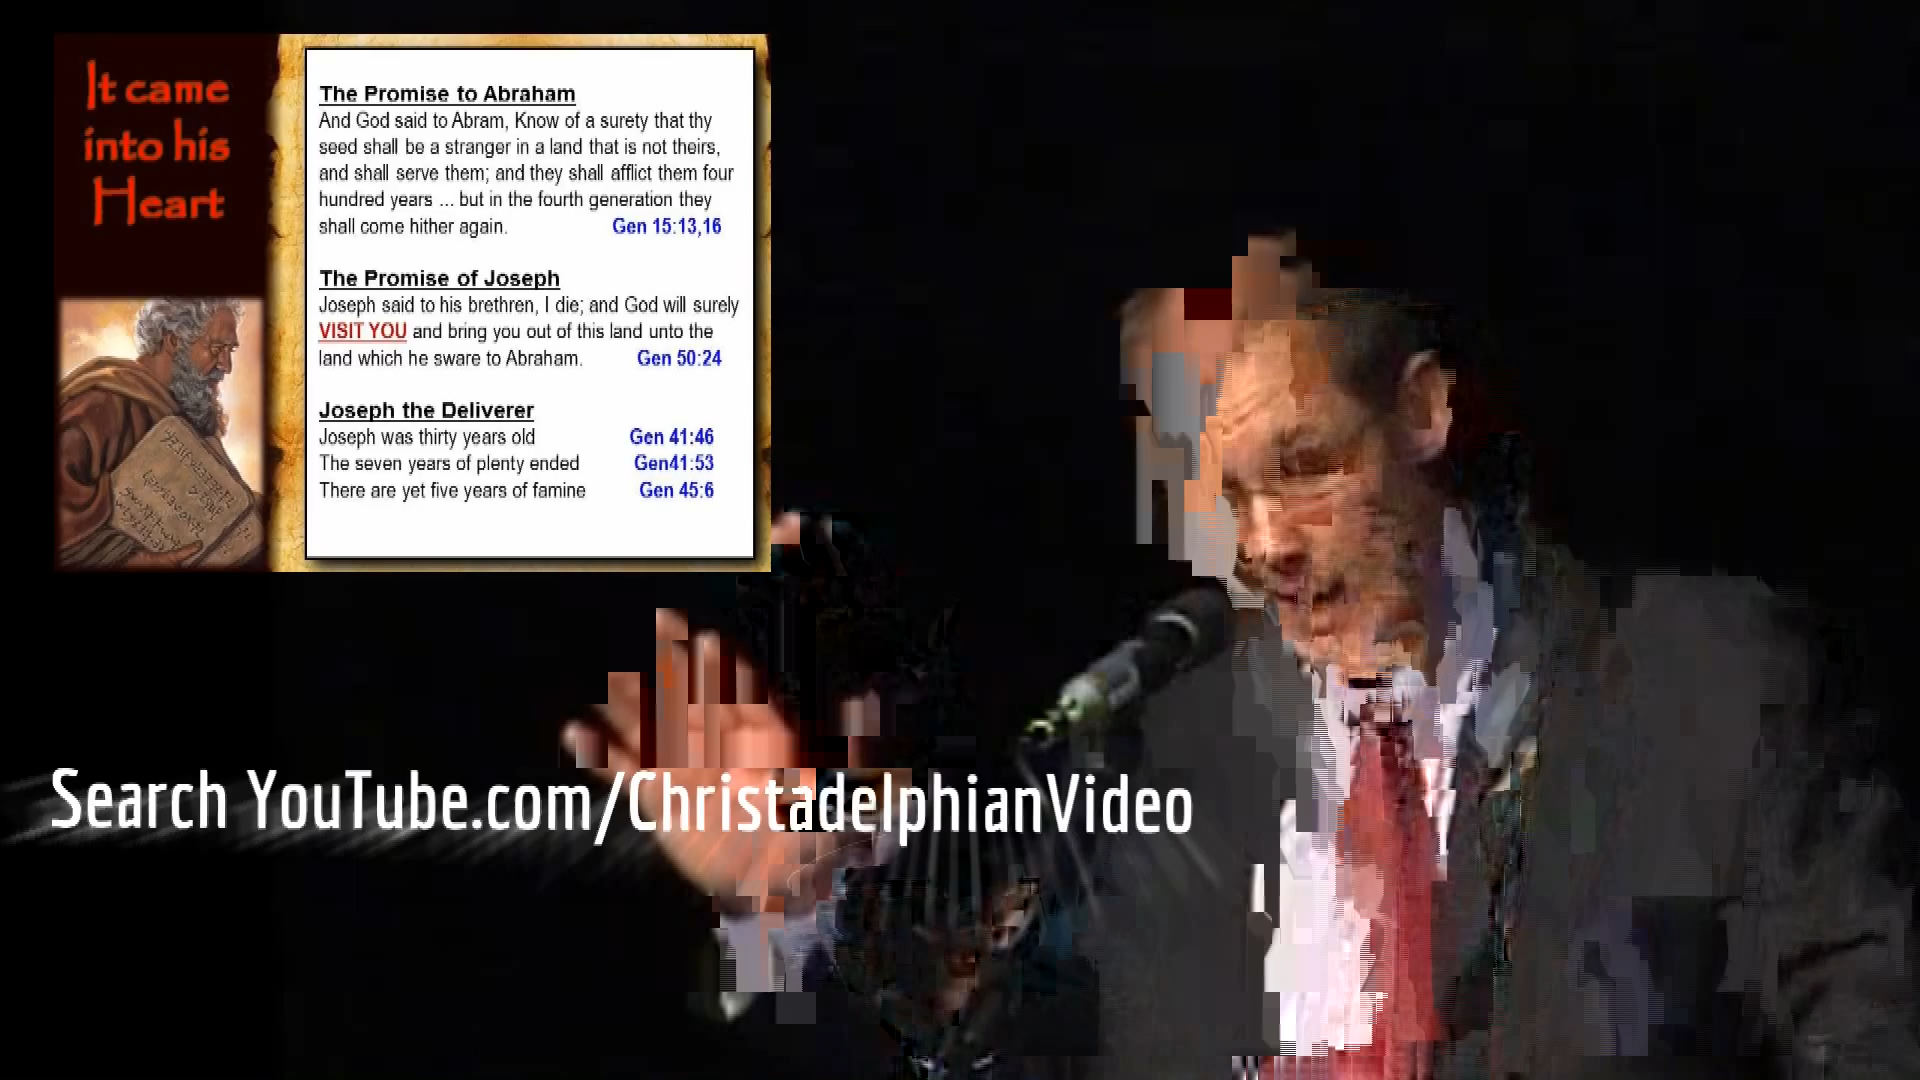 It came
into his
Heart
The Promise to Abraham
And God said to Abram, Know of a surety that thy
seed shall be a stranger in a land that is not theirs,
and shall serve them; and they shall afflict them four
hundred years ... but in the fourth generation they
shall come hither again. Gen 15:13,16
The Promise of Joseph
Joseph said to his brethren, I die; and God will surely
VISIT YOU and bring you out of this land unto the
land which he sware to Abraham. Gen 50:24
Joseph the Deliverer
Joseph was thirty years old Gen 41:46
The seven years of plenty ended Gen41:53
There are yet five years of famine Gen 45:6
Search YouTube.com/ChristadelphianVideo